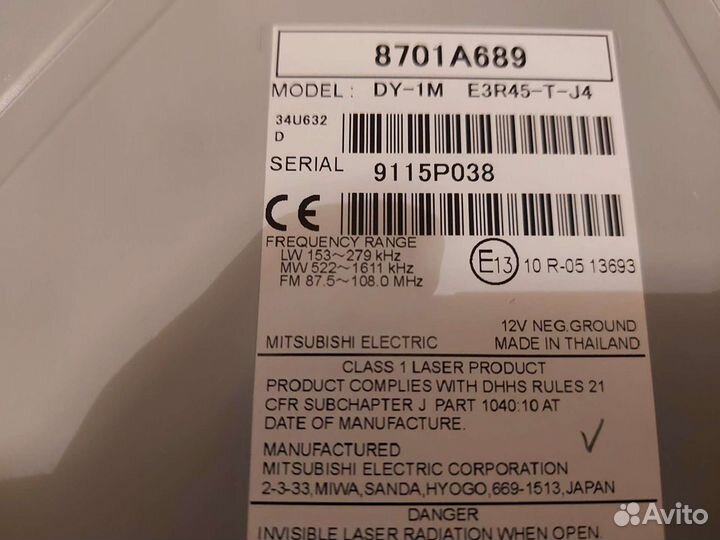 8701A689
MODEL : DY-1M E3R45-T-J4
34U632
D
SERIAL 9115P038
CE
FREQUENCY RANGE
LW 153~279 kHz
MW 522~1611 kHz
FM 87.5~108.0 MHz
E13 10 R-05 13693
12V NEG.GROUND
MITSUBISHI ELECTRIC MADE IN THAILAND
CLASS 1 LASER PRODUCT
PRODUCT COMPLIES WITH DHHS RULES 21
CFR SUBCHAPTER J PART 1040:10 AT
DATE OF MANUFACTURE.
MANUFACTURED
MITSUBISHI ELECTRIC CORPORATION
2-3-33,MIWA,SANDA,HYOGO,669-1513,JAPAN
DANGER
INVISIBLE LASER RADIATION WHEN OPEN.
Avito